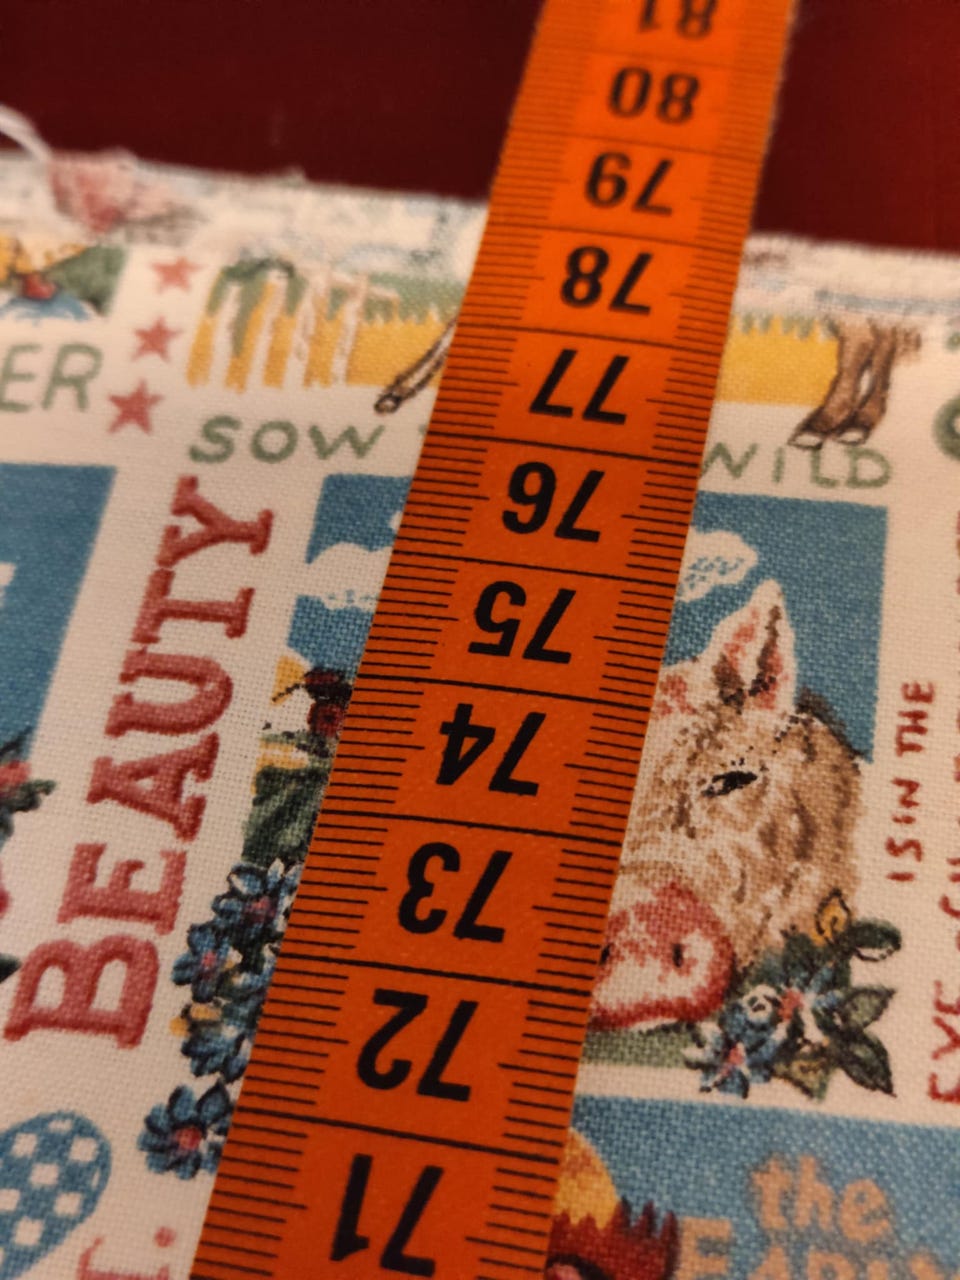 81
80
79
78
77
76
75
74
73
72
71
ER
SOW
WILD
BEAUTY
IS IN THE
EYE
the